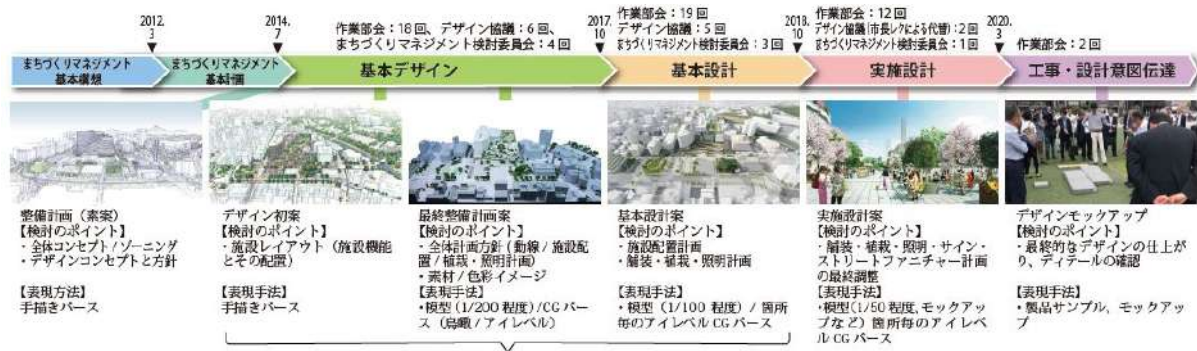 2012.
3
2014.
7
作業部会：18回、デザイン協議：6回、
まちづくりマネジメント検討委員会：4回
2017.
10
作業部会：19回
デザイン協議：5回
まちづくりマネジメント検討委員会：3回
2018.
10
作業部会：12回
デザイン協議（市長レクによる代替）：2回
まちづくりマネジメント検討委員会：1回
2020.
3
作業部会：2回
まちづくりマネジメント
基本構想
まちづくりマネジメント
基本計画
基本デザイン
基本設計
実施設計
工事・設計意図伝達
整備計画（素案）
【検討のポイント】
・全体コンセプト/ゾーニング
・デザインコンセプトと方針
【表現方法】
手描きパース
デザイン初案
【検討のポイント】
・施設レイアウト（施設機能
とその配置）
【表現手法】
手描きパース
最終整備計画案
【検討のポイント】
・全体計画方針（動線/施設配
置/植栽・照明計画）
・素材/色彩イメージ
【表現手法】
・模型（1/200程度）/CGパー
ス（鳥瞰/アイレベル）
基本設計案
【検討のポイント】
・施設配置計画
・舗装・植栽・照明計画
【表現手法】
・模型（1/100程度）/箇所
毎のアイレベルCGパース
実施設計案
【検討のポイント】
・舗装・植栽・照明・サイン・
ストリートファニチャー計画
の最終調整
【表現手法】
・模型（1/50程度、モックアッ
プなど）箇所毎のアイレベ
ルCGパース
デザインモックアップ
【検討のポイント】
・最終的なデザインの仕上が
り、ディテールの確認
【表現手法】
・製品サンプル、モックアッ
プ